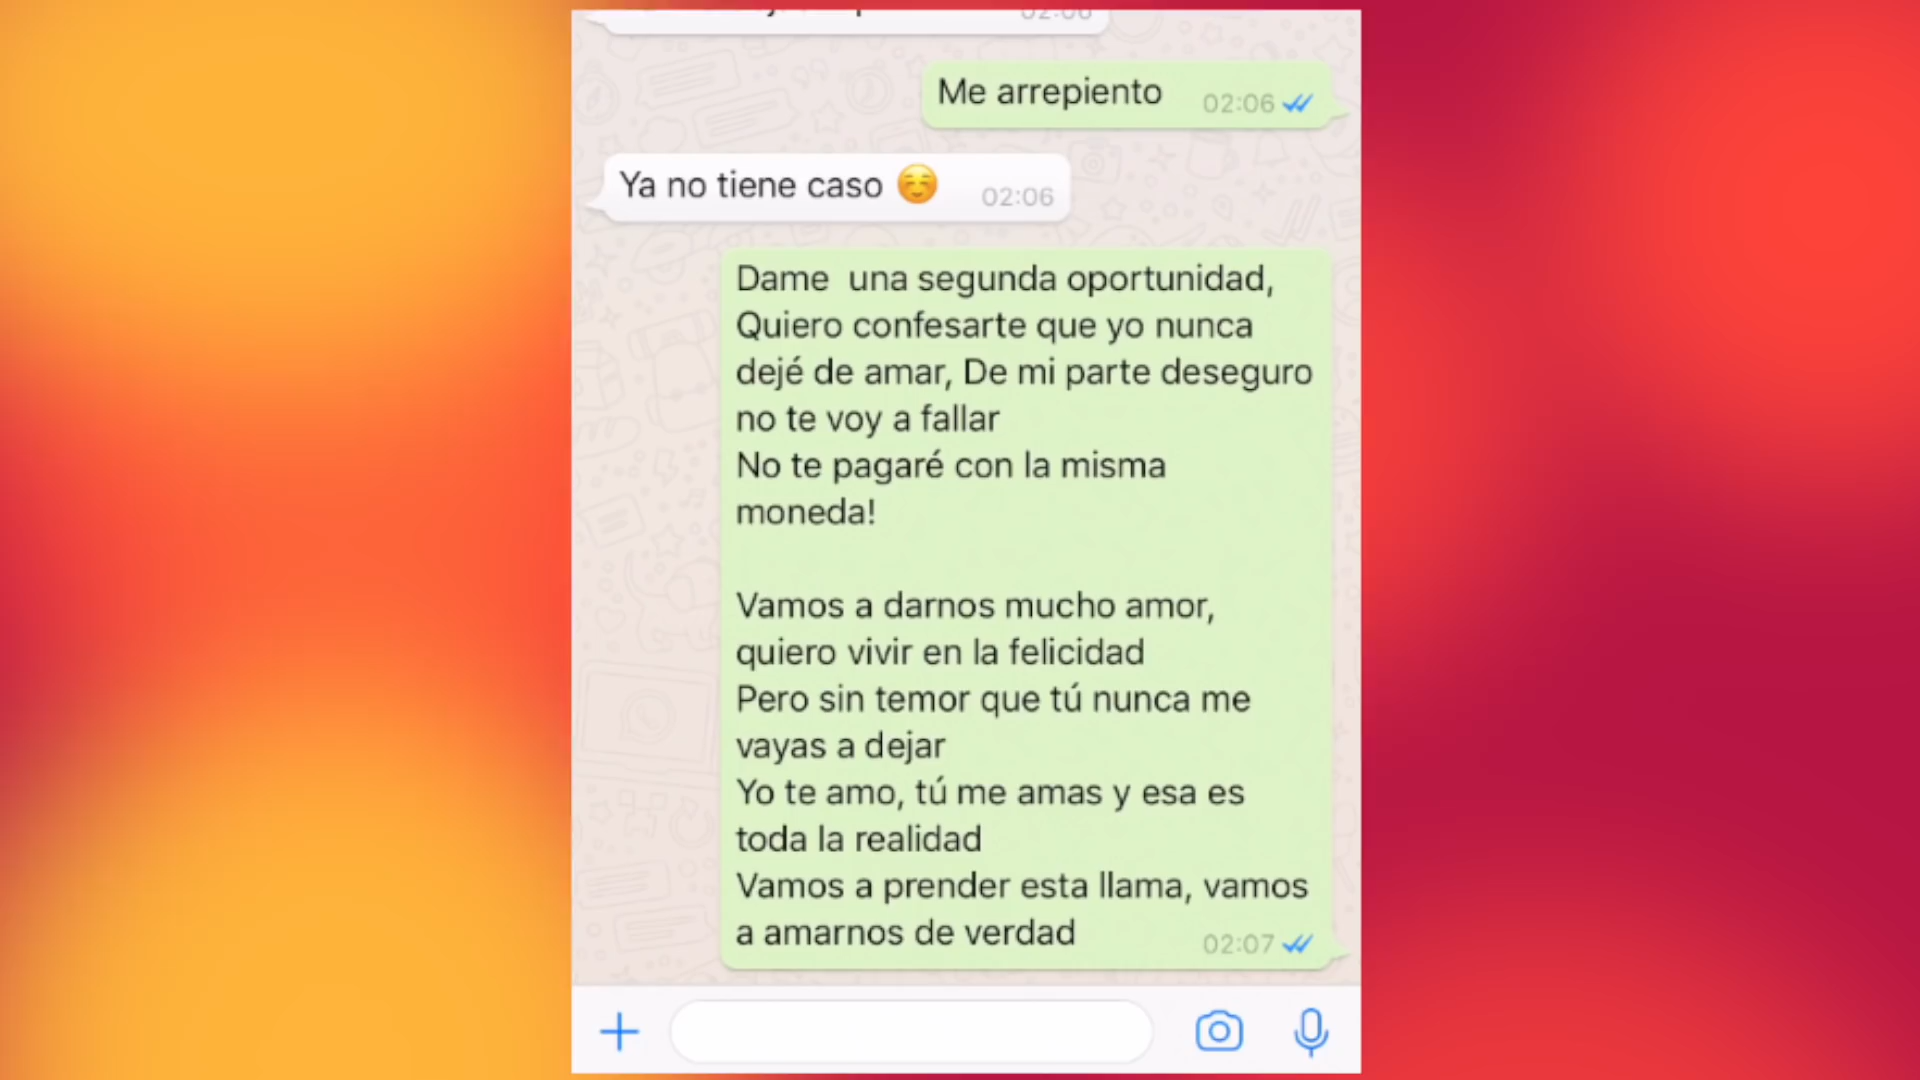 02:06
Me arrepiento 02:06
Ya no tiene caso ☺️ 02:06
Dame  una segunda oportunidad,
Quiero confesarte que yo nunca
dejé de amar, De mi parte deseguro
no te voy a fallar
No te pagaré con la misma
moneda!
Vamos a darnos mucho amor,
quiero vivir en la felicidad
Pero sin temor que tú nunca me
vayas a dejar
Yo te amo, tú me amas y esa es
toda la realidad
Vamos a prender esta llama, vamos
a amarnos de verdad 02:07